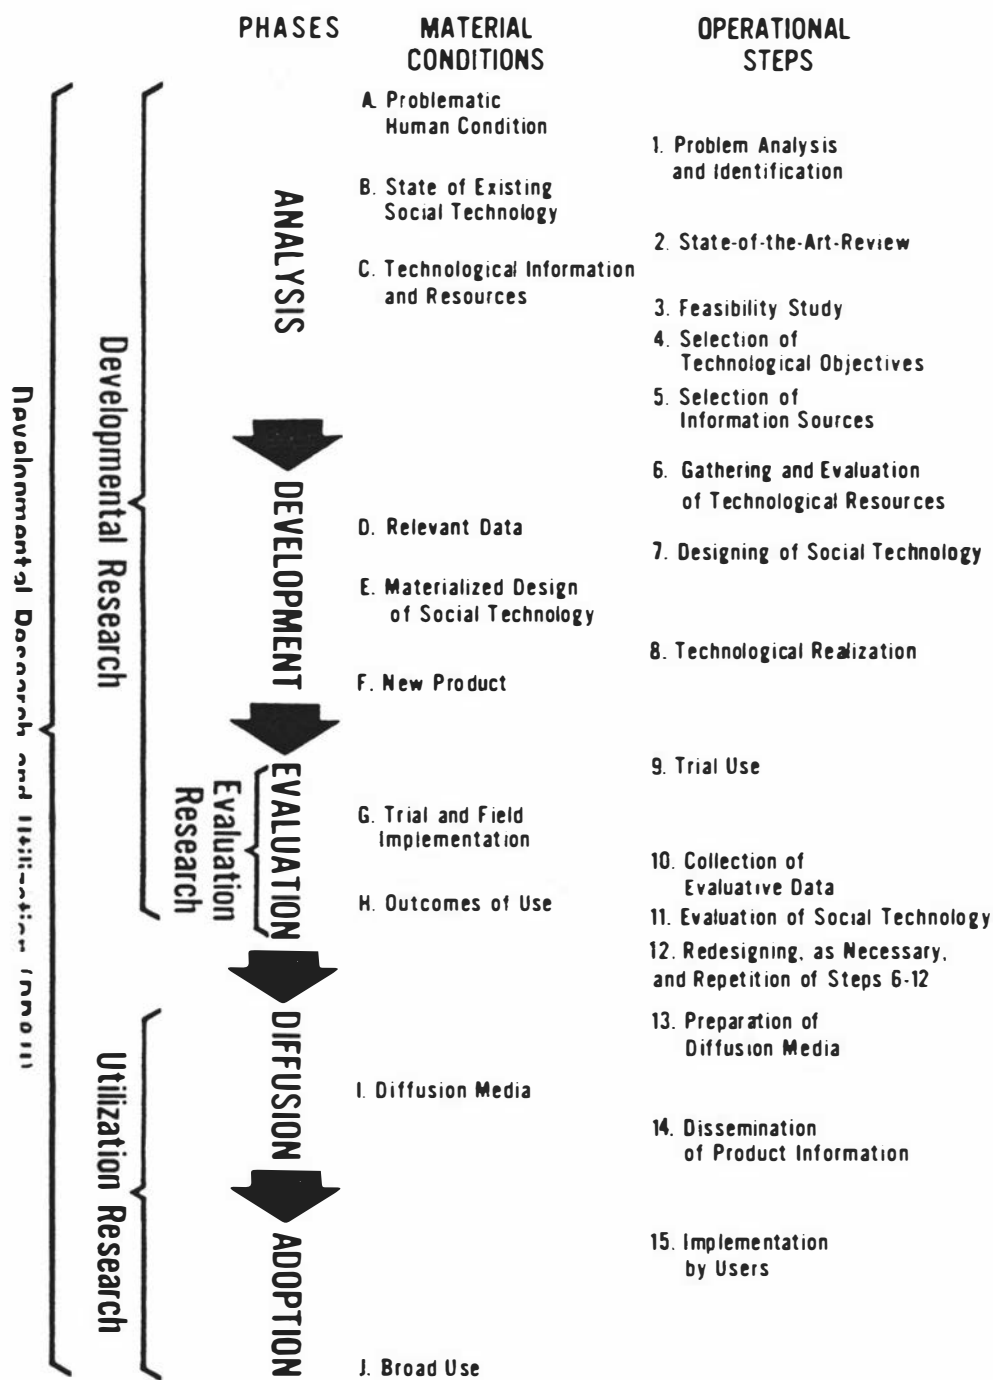 PHASES
MATERIAL
CONDITIONS
OPERATIONAL
STEPS
A. Problematic
Human Condition
1. Problem Analysis
and Identification
B. State of Existing
Social Technology
2. State-of-the-Art-Review
C. Technological Information
and Resources
3. Feasibility Study
4. Selection of
Technological Objectives
5. Selection of
Information Sources
ANALYSIS
6. Gathering and Evaluation
of Technological Resources
D. Relevant Data
7. Designing of Social Technology
E. Materialized Design
of Social Technology
8. Technological Realization
F. New Product
DEVELOPMENT
9. Trial Use
G. Trial and Field
Implementation
10. Collection of
Evaluative Data
H. Outcomes of Use
11. Evaluation of Social Technology
12. Redesigning, as Necessary,
and Repetition of Steps 6-12
EVALUATION
Evaluation
Research
13. Preparation of
Diffusion Media
I. Diffusion Media
14. Dissemination
of Product Information
DIFFUSION
15. Implementation
by Users
J. Broad Use
ADOPTION
Developmental Research
Utilization Research
Developmental Research and Utilization